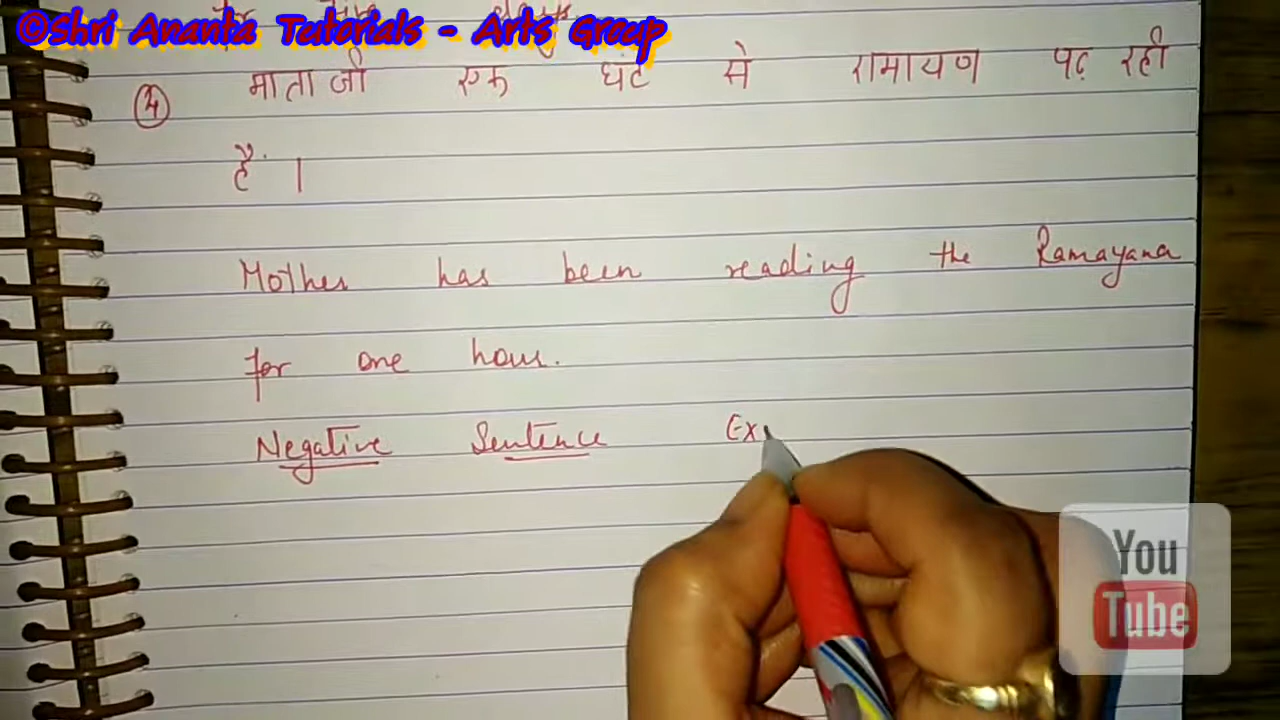 ©Shri Ananta Tutorials - Arts Group
④ माताजी एक घंटे से रामायण पढ़ रही
हैं ।
Mother has been reading the Ramayana
for one hour.
Negative Sentence Ex
You
Tube